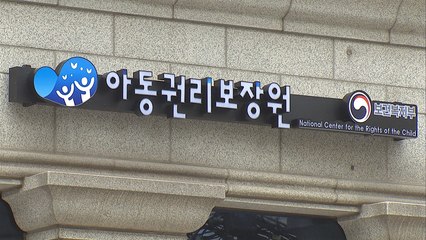 아동권리보장원
보건복지부
National Center for the Rights of the Child